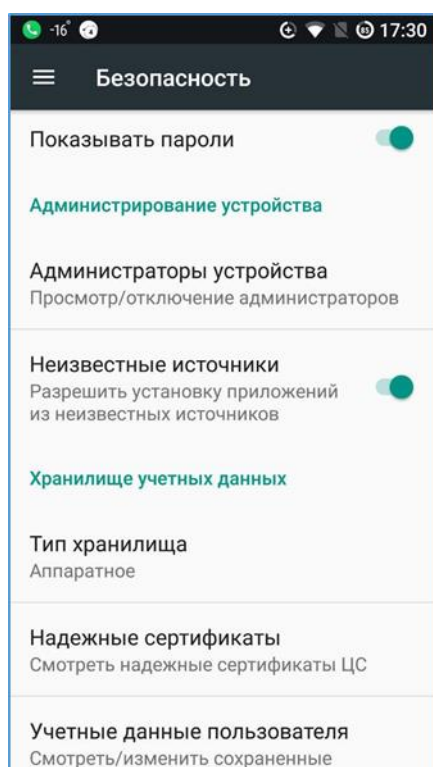 -16° 85 17:30
Безопасность
Показывать пароли
Администрирование устройства
Администраторы устройства
Просмотр/отключение администраторов
Неизвестные источники
Разрешить установку приложений
из неизвестных источников
Хранилище учетных данных
Тип хранилища
Аппаратное
Надежные сертификаты
Смотреть надежные сертификаты ЦС
Учетные данные пользователя
Смотреть/изменить сохраненные